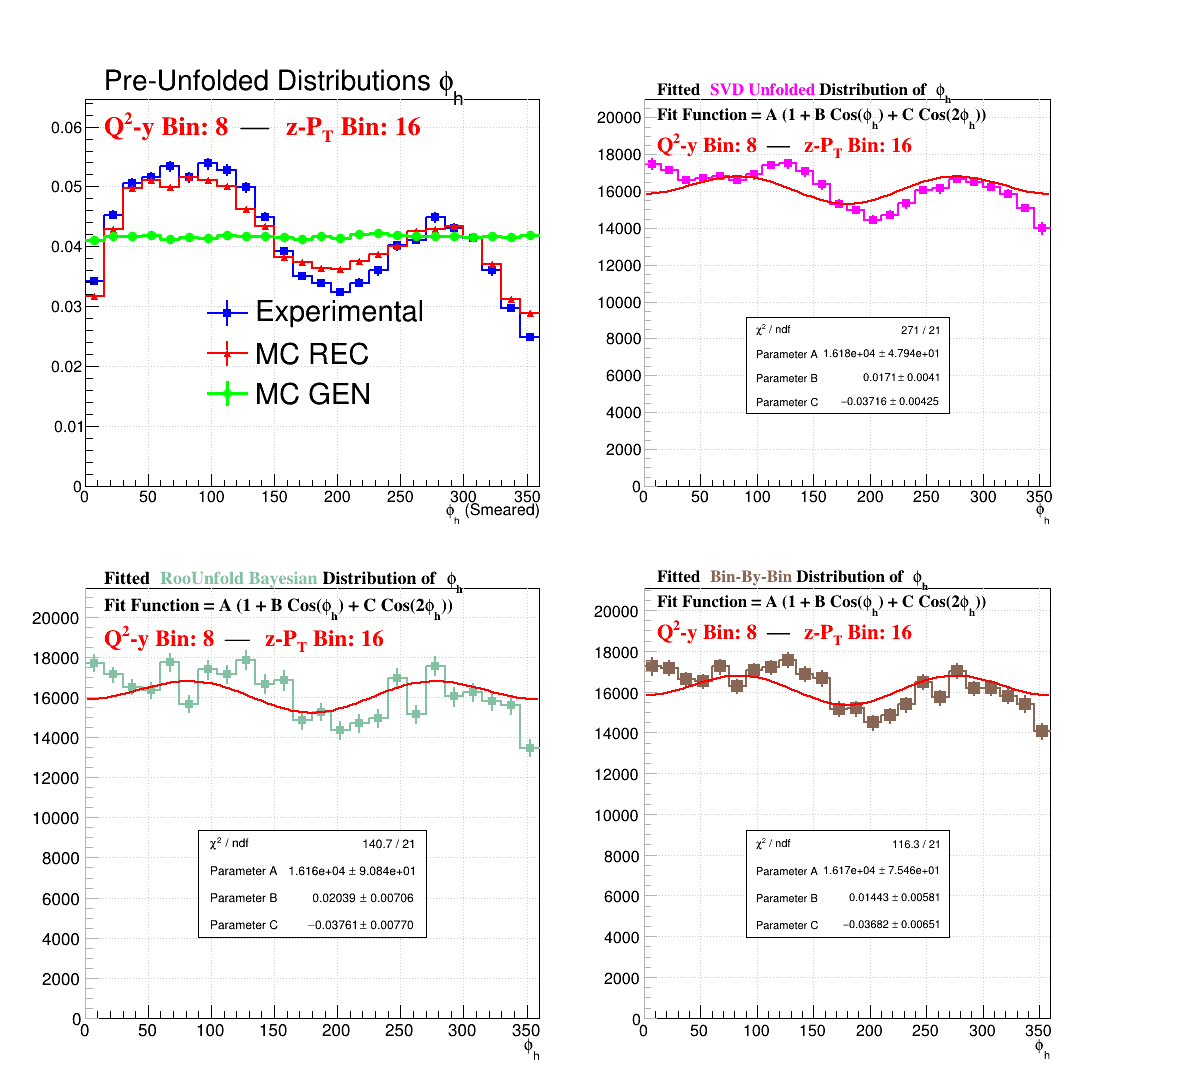 Pre-Unfolded Distributions ϕh
Q2-y Bin: 8 — z-PT Bin: 16
0.06
0.05
0.04
0.03
0.02
0.01
0
Experimental
MC REC
MC GEN
0 50 100 150 200 250 300 350
ϕh (Smeared)
Fitted SVD Unfolded Distribution of ϕh
Fit Function = A (1 + B Cos(ϕh) + C Cos(2ϕh))
Q2-y Bin: 8 — z-PT Bin: 16
20000
18000
16000
14000
12000
10000
8000
6000
4000
2000
0
χ2 / ndf 271 / 21
Parameter A 1.618e+04 ± 4.794e+01
Parameter B 0.0171 ± 0.0041
Parameter C −0.03716 ± 0.00425
0 50 100 150 200 250 300 350
ϕh
Fitted RooUnfold Bayesian Distribution of ϕh
Fit Function = A (1 + B Cos(ϕh) + C Cos(2ϕh))
Q2-y Bin: 8 — z-PT Bin: 16
20000
18000
16000
14000
12000
10000
8000
6000
4000
2000
0
χ2 / ndf 140.7 / 21
Parameter A 1.616e+04 ± 9.084e+01
Parameter B 0.02039 ± 0.00706
Parameter C −0.03761 ± 0.00770
0 50 100 150 200 250 300 350
ϕh
Fitted Bin-By-Bin Distribution of ϕh
Fit Function = A (1 + B Cos(ϕh) + C Cos(2ϕh))
Q2-y Bin: 8 — z-PT Bin: 16
20000
18000
16000
14000
12000
10000
8000
6000
4000
2000
0
χ2 / ndf 116.3 / 21
Parameter A 1.617e+04 ± 7.546e+01
Parameter B 0.01443 ± 0.00581
Parameter C −0.03682 ± 0.00651
0 50 100 150 200 250 300 350
ϕh